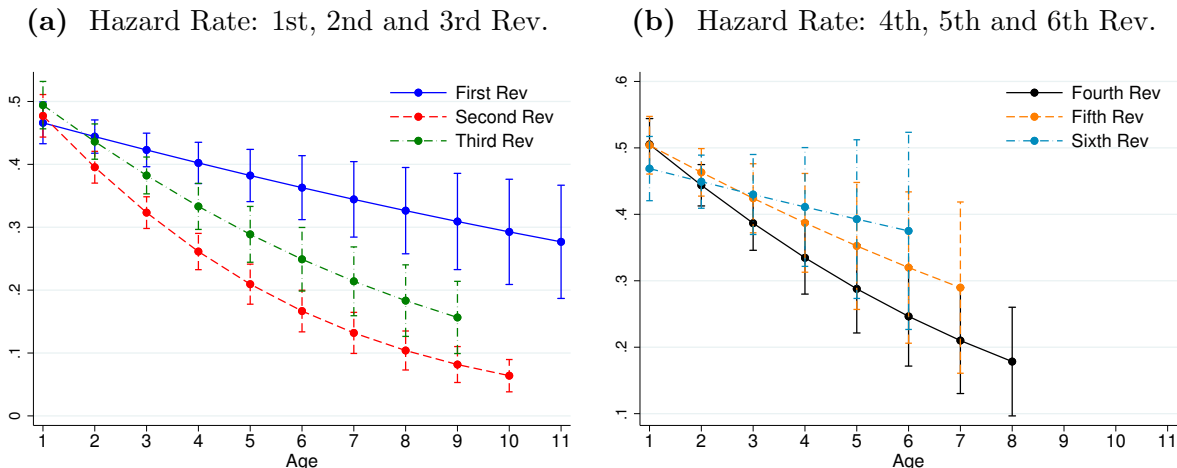 (a) Hazard Rate: 1st, 2nd and 3rd Rev.
First Rev
Second Rev
Third Rev
.5
.4
.3
.2
.1
0
1 2 3 4 5 6 7 8 9 10 11
Age
(b) Hazard Rate: 4th, 5th and 6th Rev.
Fourth Rev
Fifth Rev
Sixth Rev
.6
.5
.4
.3
.2
.1
1 2 3 4 5 6 7 8 9 10 11
Age